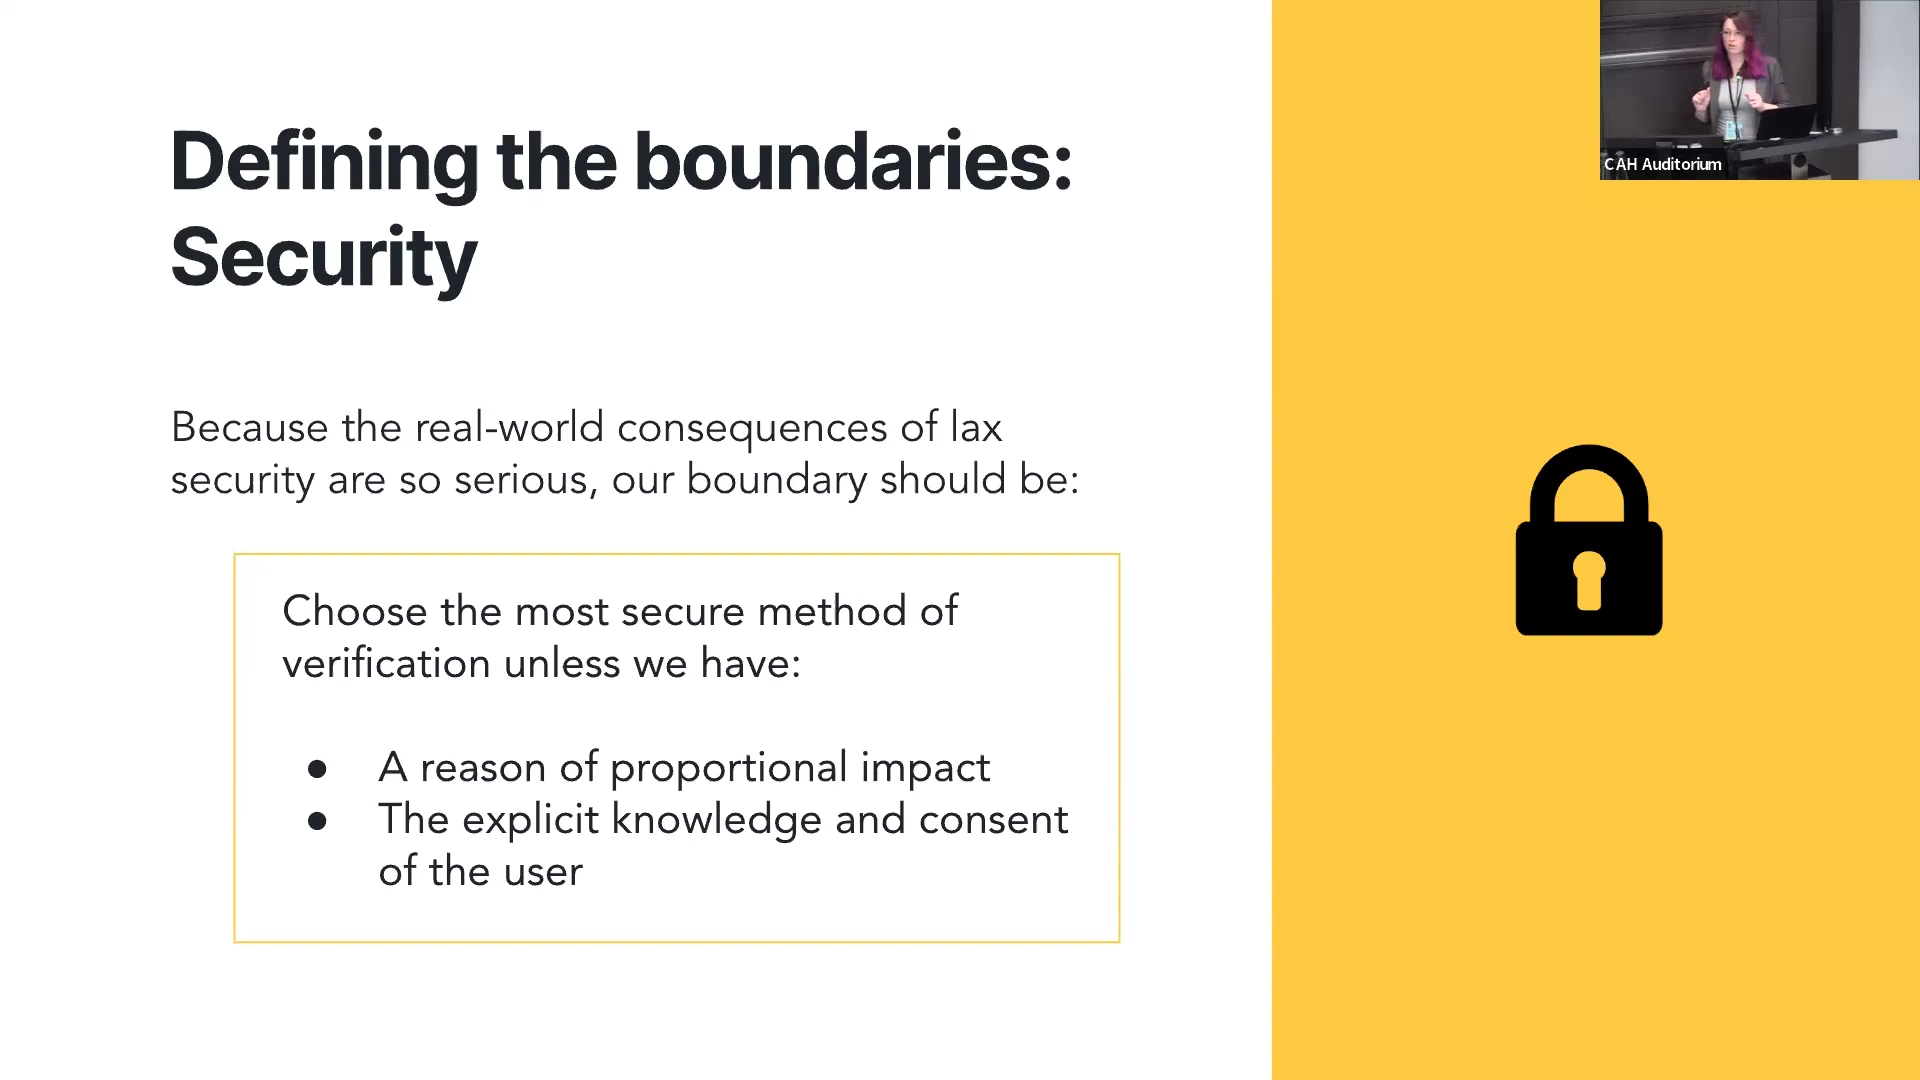 Defining the boundaries:
Security
Because the real-world consequences of lax
security are so serious, our boundary should be:
Choose the most secure method of
verification unless we have:
● A reason of proportional impact
● The explicit knowledge and consent
of the user
CAH Auditorium